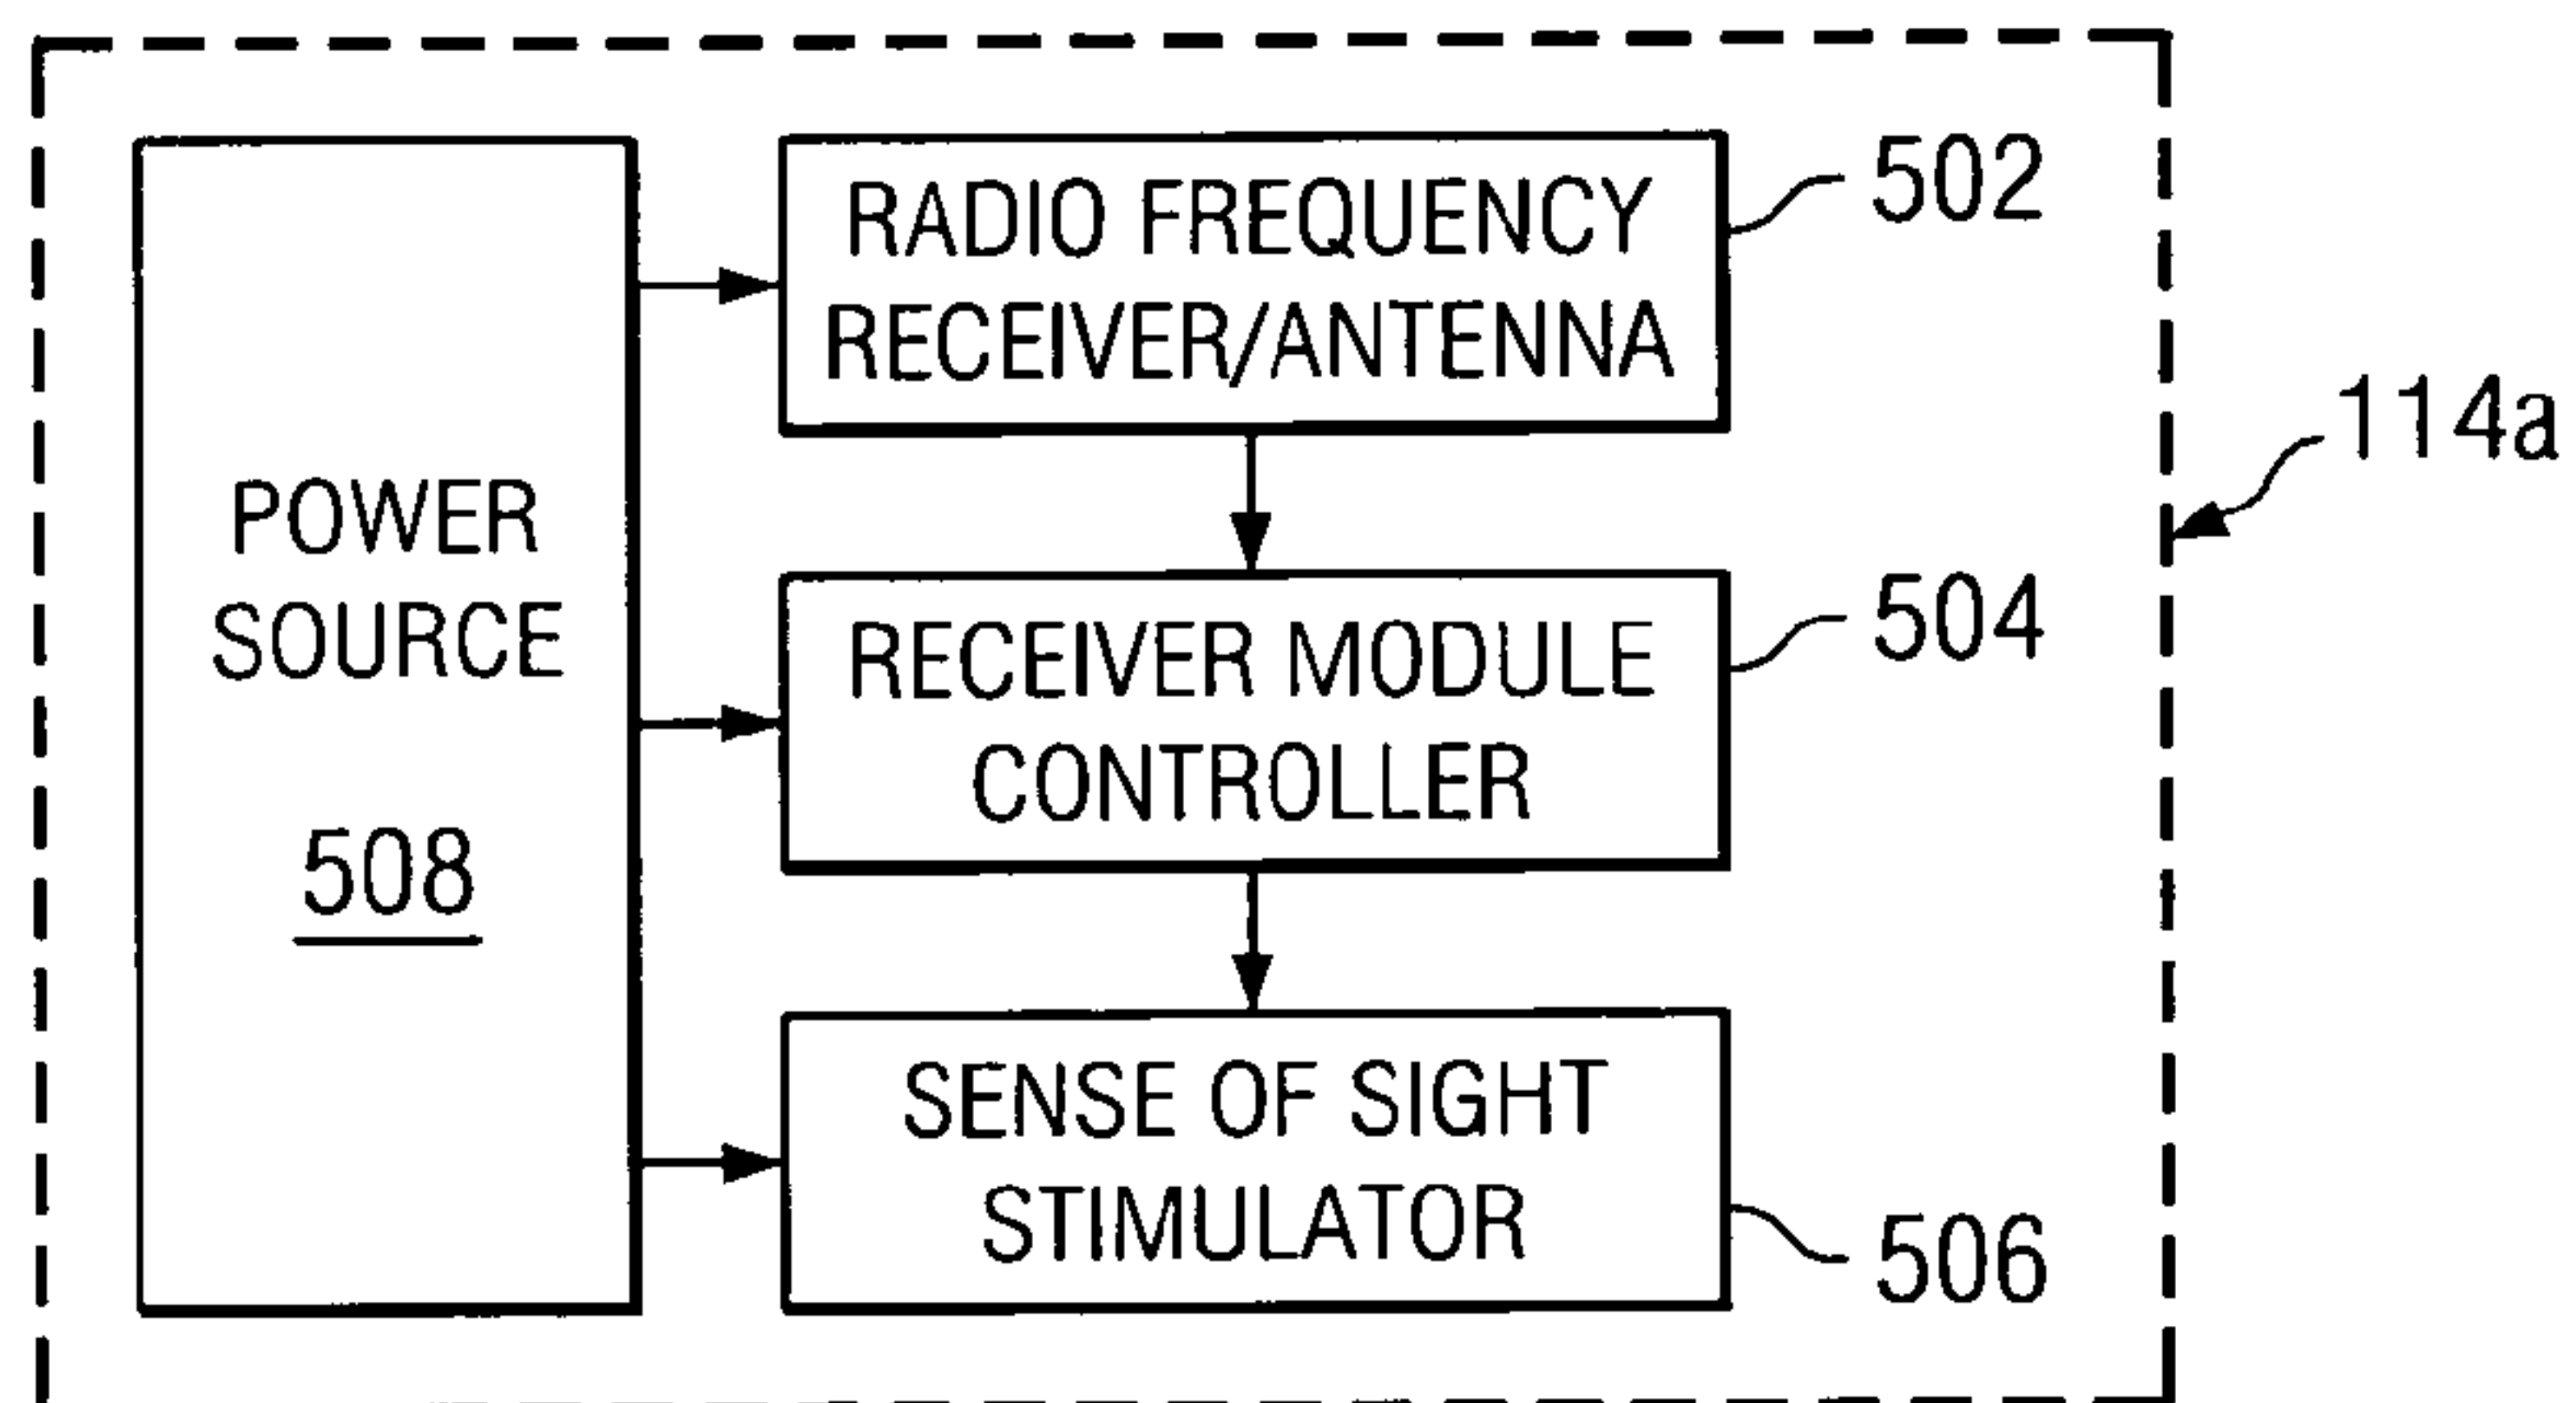 RADIO FREQUENCY
RECEIVER/ANTENNA
502
114a
POWER
SOURCE
508
RECEIVER MODULE
CONTROLLER
504
SENSE OF SIGHT
STIMULATOR
506